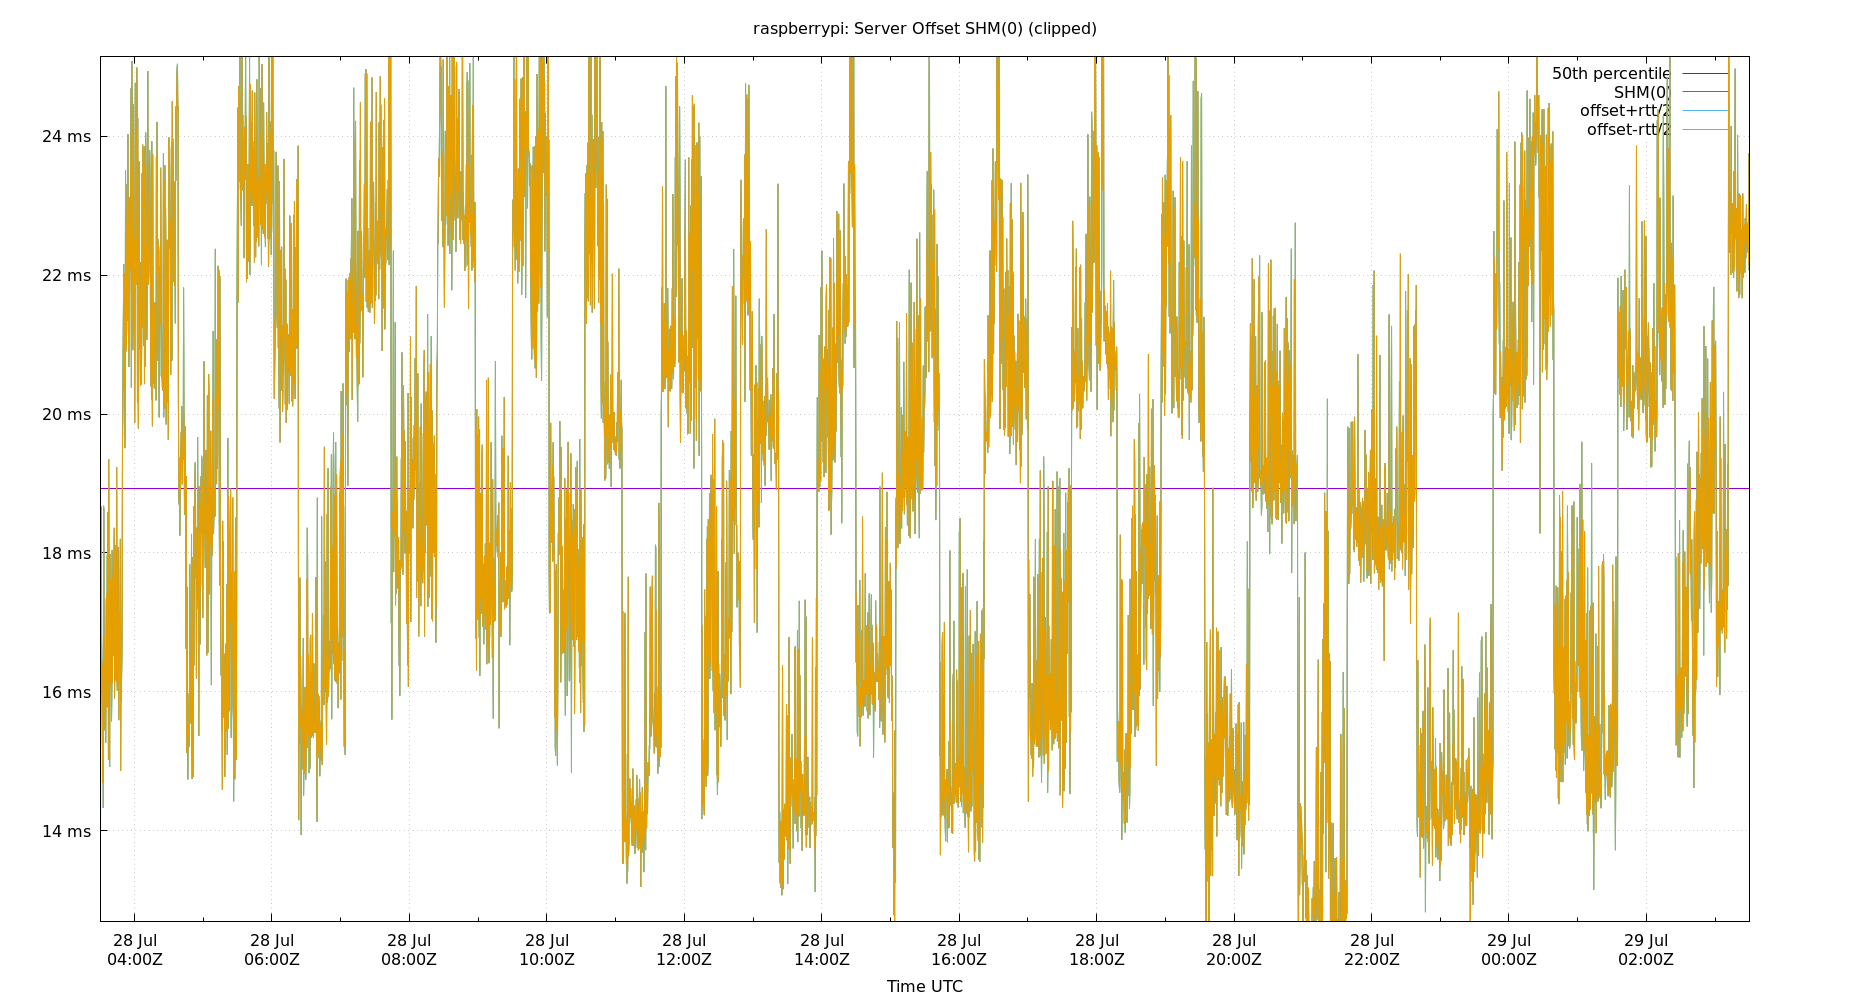 raspberrypi: Server Offset SHM(0) (clipped)
50th percentile
SHM(0)
offset+rtt/2
offset-rtt/2
24 ms
22 ms
20 ms
18 ms
16 ms
14 ms
28 Jul 28 Jul 28 Jul 28 Jul 28 Jul 28 Jul 28 Jul 28 Jul 28 Jul 28 Jul 29 Jul 29 Jul
04:00Z 06:00Z 08:00Z 10:00Z 12:00Z 14:00Z 16:00Z 18:00Z 20:00Z 22:00Z 00:00Z 02:00Z
Time UTC